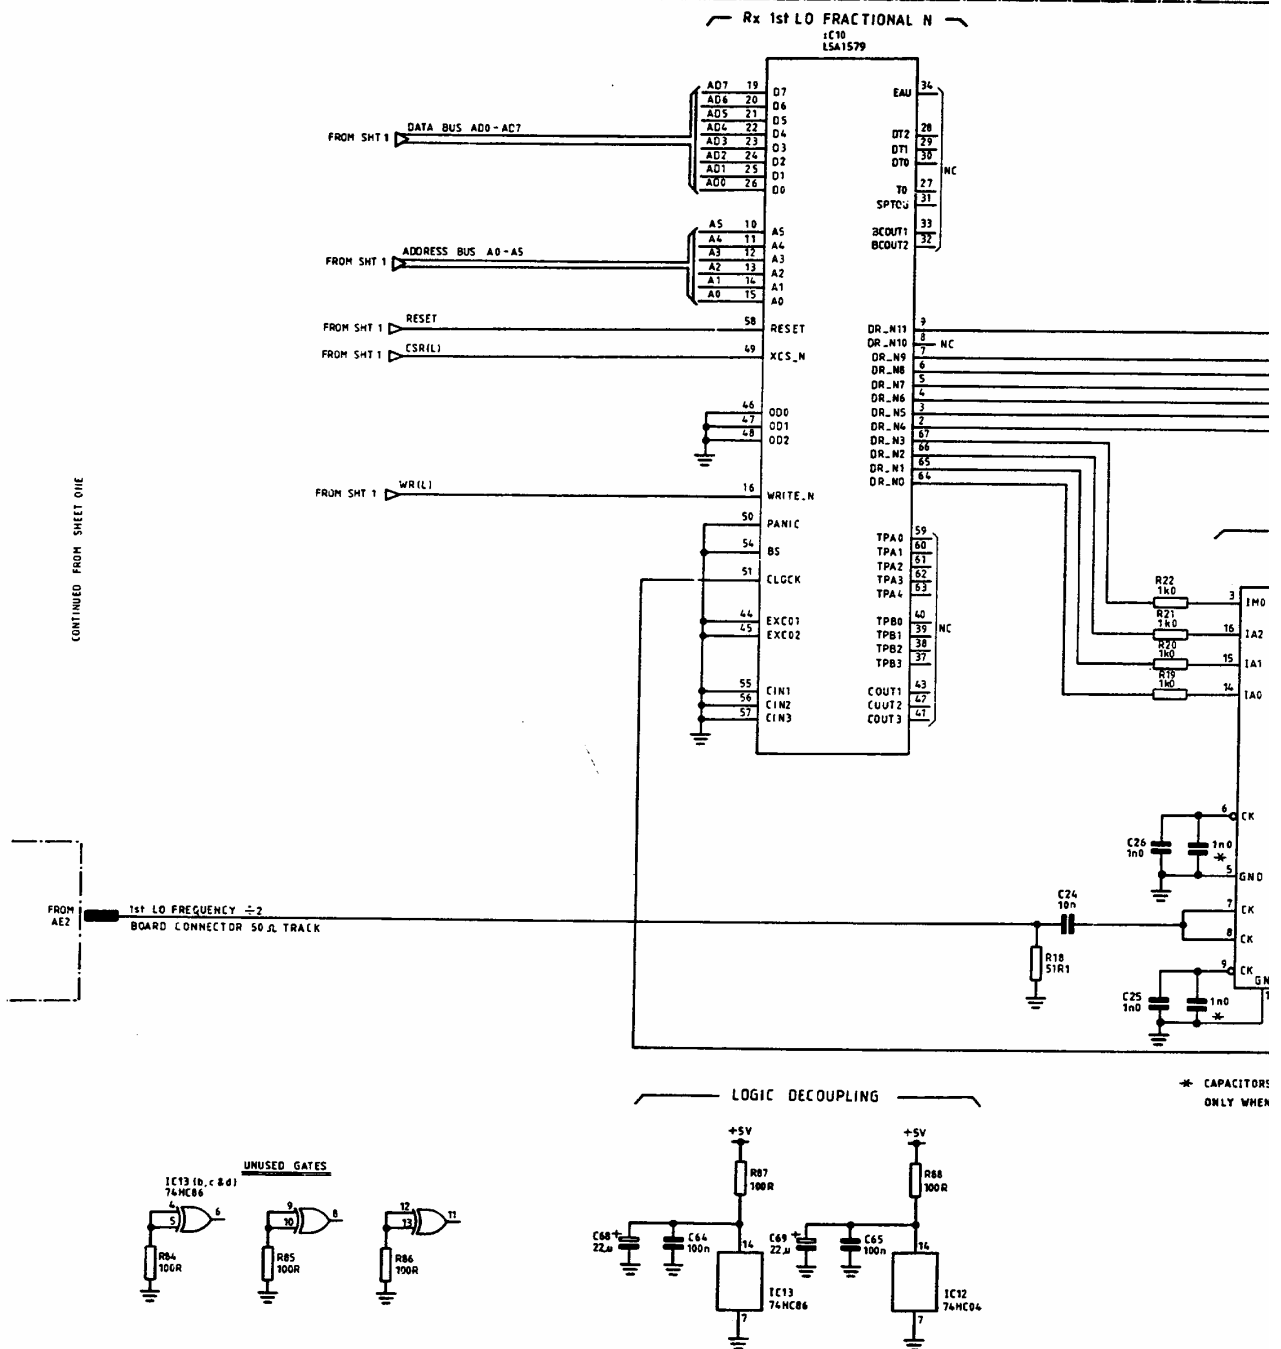 Rx 1st LO FRACTIONAL N
IC10
LSA1579
FROM SHT 1
DATA BUS AD0-AD7
AD7 19 D7
AD6 20 D6
AD5 21 D5
AD4 22 D4
AD3 23 D3
AD2 24 D2
AD1 25 D1
AD0 26 D0
FROM SHT 1
ADDRESS BUS A0-A5
A5 10 A5
A4 11 A4
A3 12 A3
A2 13 A2
A1 14 A1
A0 15 A0
FROM SHT 1 RESET 58 RESET
FROM SHT 1 CSR(L) 49 XCS_N
46 OD0
47 OD1
48 OD2
FROM SHT 1 WR(L) 16 WRITE_N
50 PANIC
54 BS
51 CLOCK
44 EXC01
45 EXC02
55 CIN1
56 CIN2
57 CIN3
EAU 34
DT2 28
DT1 29
DT0 30
NC
T0 27
SPTOU 31
BCOUT1 33
BCOUT2 32
DR_N11 9
DR_N10 8 NC
DR_N9 7
DR_N8 6
DR_N7 5
DR_N6 4
DR_N5 3
DR_N4 2
DR_N3 67
DR_N2 66
DR_N1 65
DR_N0 64
TPA0 59
TPA1 60
TPA2 61
TPA3 62
TPA4 63
TPB0 40
TPB1 39
NC
TPB2 38
TPB3 37
COUT1 43
CUUT2 42
COUT3 41
CONTINUED FROM SHEET ONE
R22
1k0
3 IM0
R21
1k0
16 IA2
R20
1k0
15 IA1
R19
1k0
14 IA0
6 CK
C26
1n0
1n0
*
5 GND
C24
10n
7 CK
8 CK
R18
51R1
9 CK
GN
1
C25
1n0
1n0
*
FROM
AE2
1st LO FREQUENCY ÷2
BOARD CONNECTOR 50 Ω TRACK
* CAPACITORS
ONLY WHEN
LOGIC DECOUPLING
+5V
R87
100R
C68 +
22µ
C64
100n
14
IC13
74HC86
7
+5V
R88
100R
C69 +
22µ
C65
100n
14
IC12
74HC04
7
UNUSED GATES
IC13 (b,c &d)
74HC86
4
5
6
R84
100R
9
10
8
R85
100R
12
13
11
R86
100R